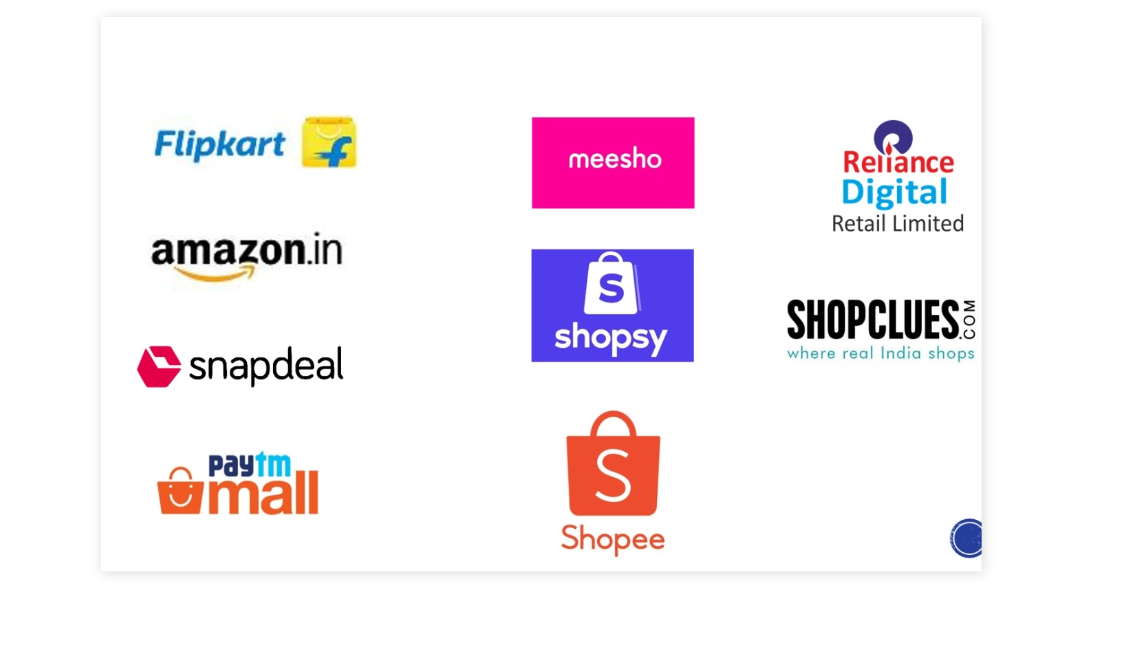 Flipkart
amazon.in
snapdeal
paytm
mall
meesho
S
shopsy
S
Shopee
Reliance
Digital
Retail Limited
SHOPCLUES.COM
where real India shops